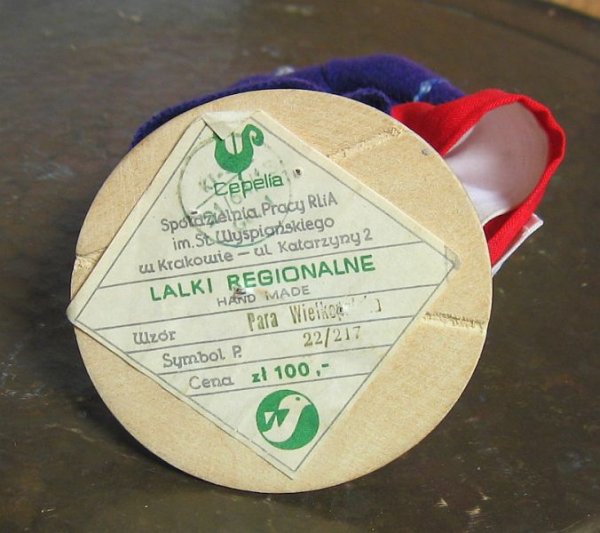 Cepelia
Spółdzielnia Pracy RLiA
im. St. Wyspiańskiego
w Krakowie — ul. Katarzyny 2
LALKI REGIONALNE
HAND MADE
Wzór Para
Symbol P. 22/217
Cena zł 100,-